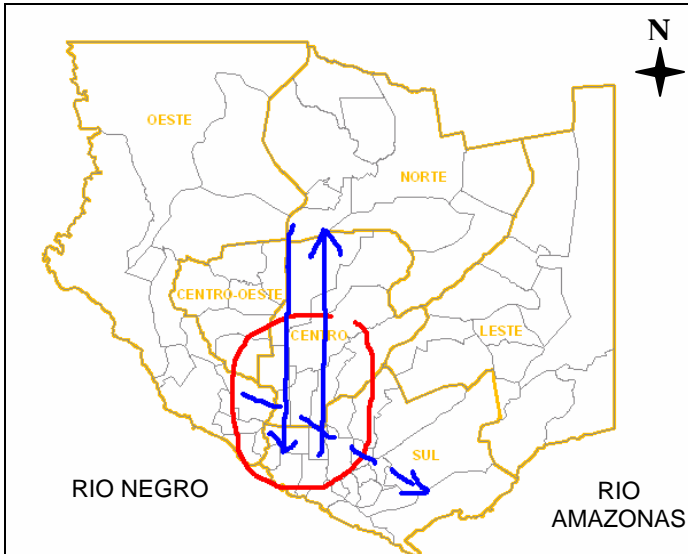 N
OESTE
NORTE
CENTRO-OESTE
CENTRO
LESTE
SUL
RIO NEGRO
RIO
AMAZONAS